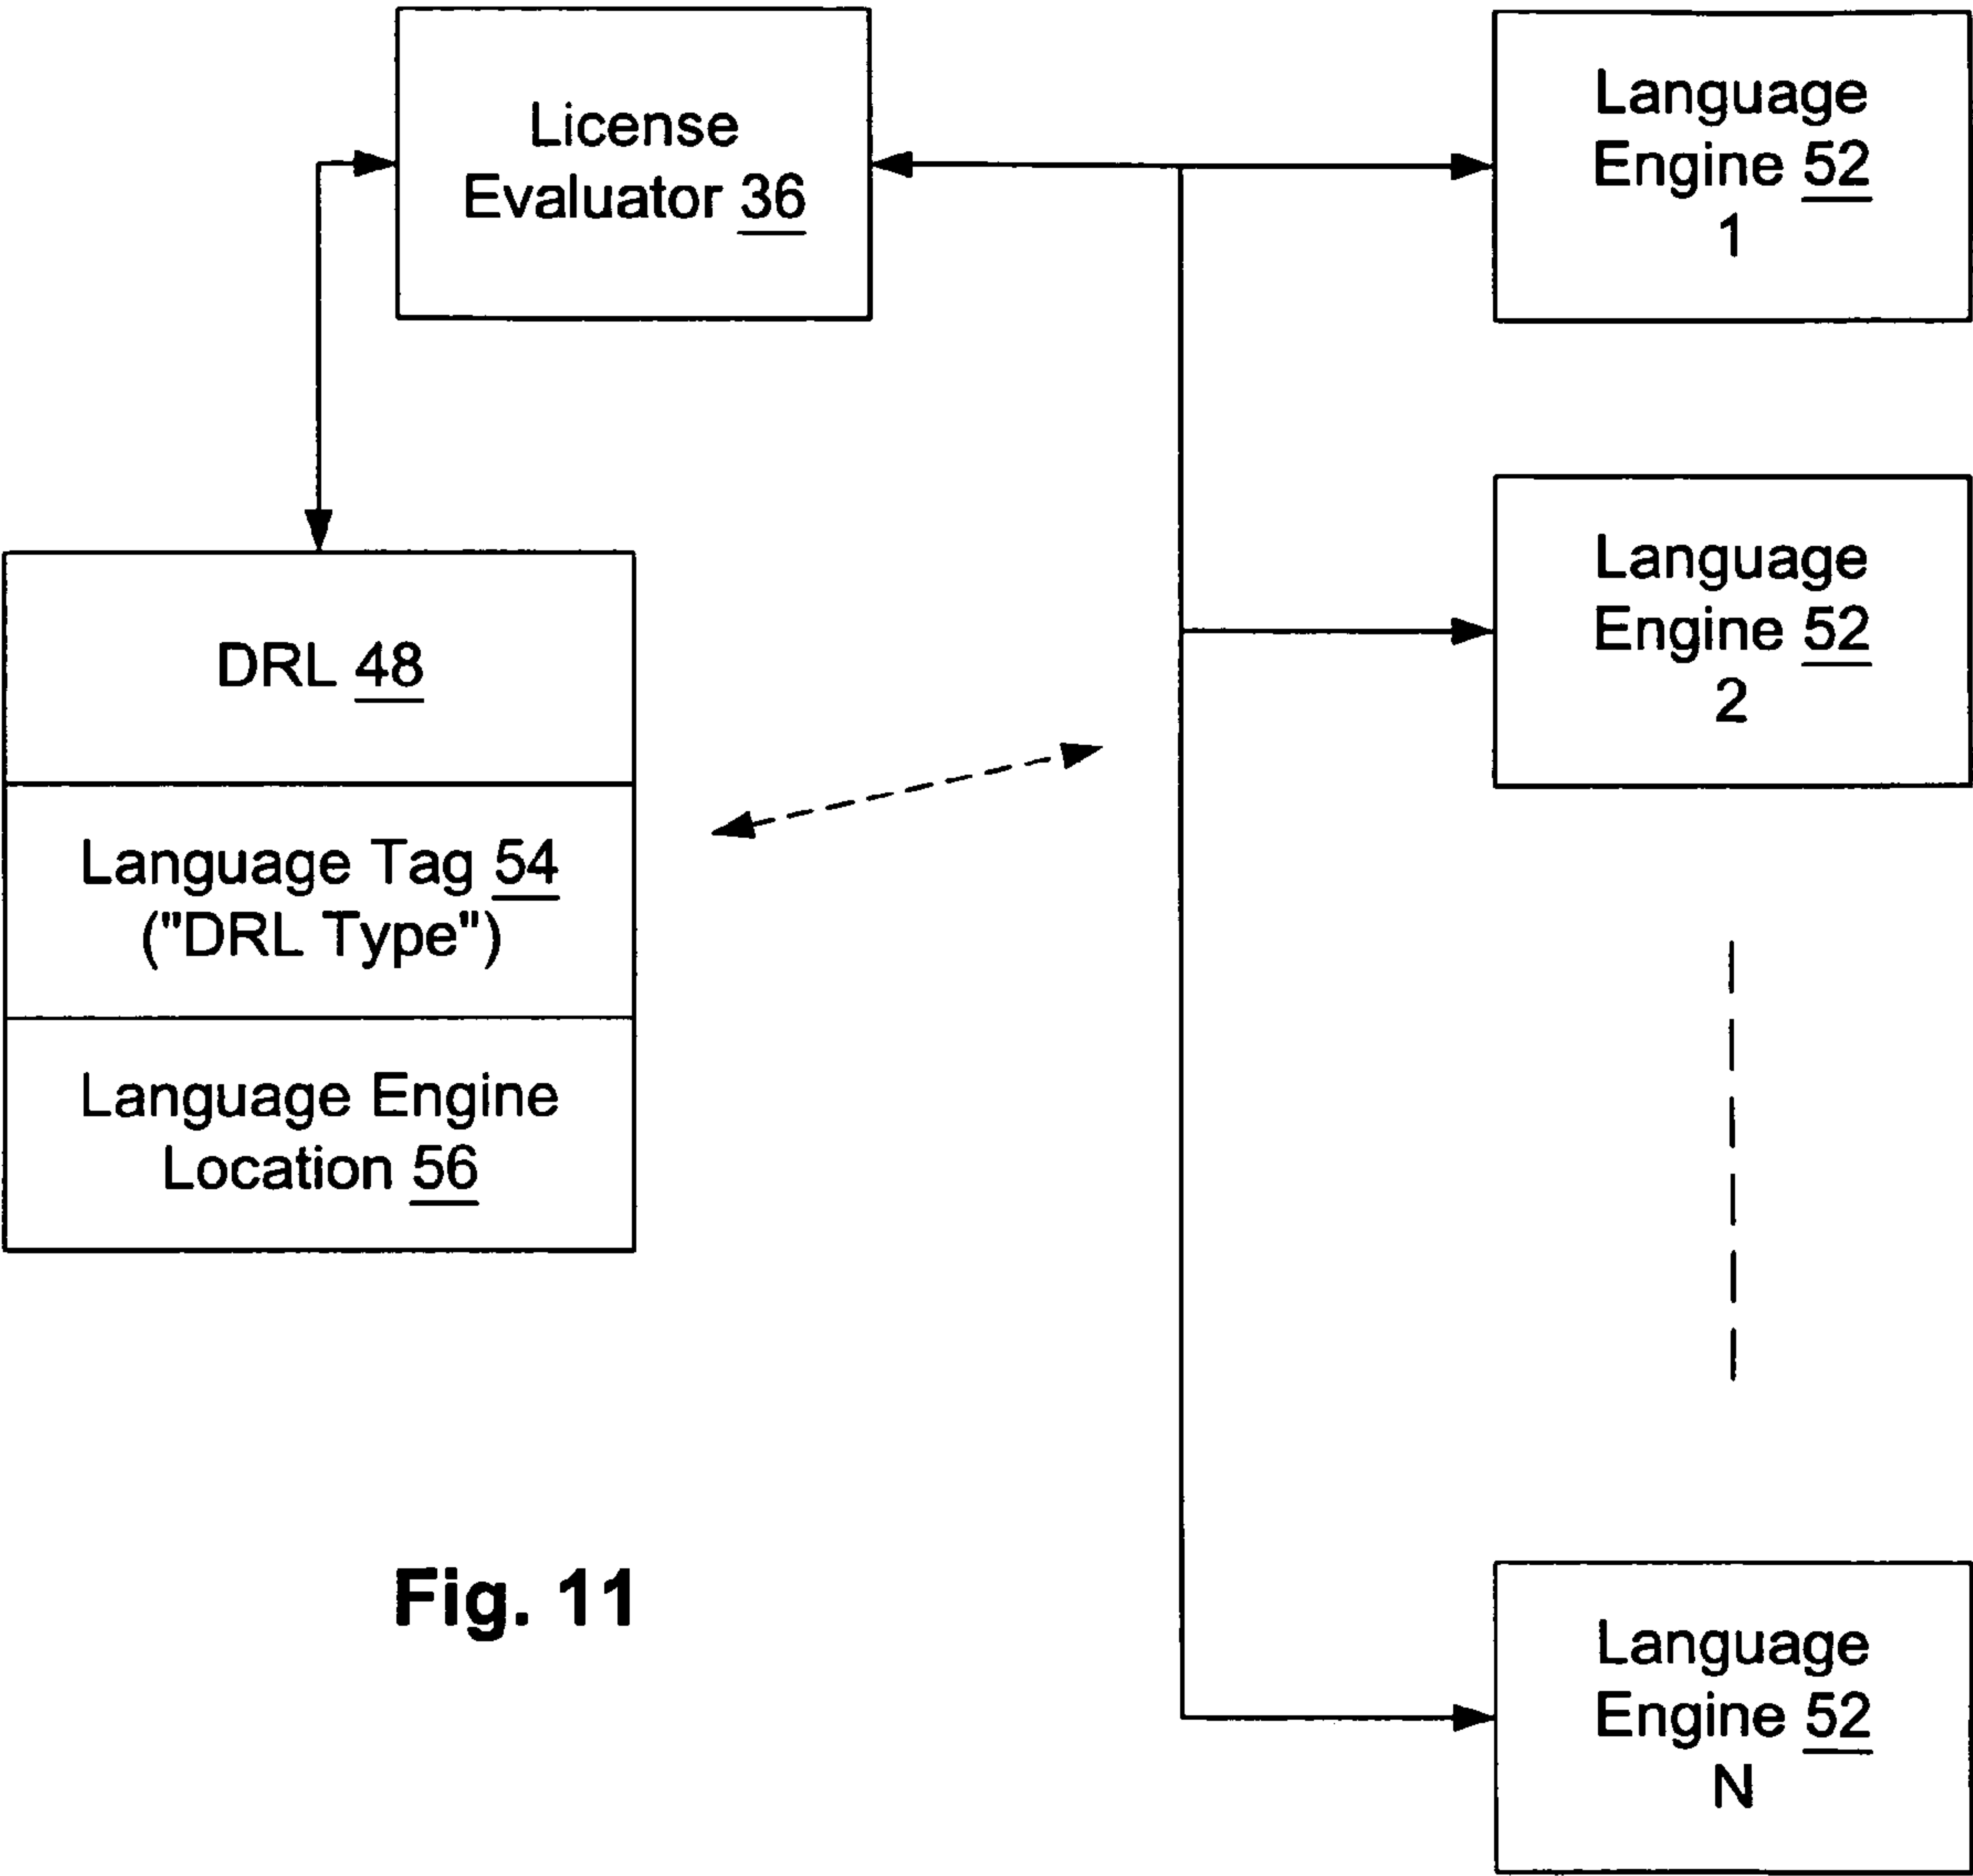 License
Evaluator 36
Language
Engine 52
1
Language
Engine 52
2
DRL 48
Language Tag 54
("DRL Type")
Language Engine
Location 56
Language
Engine 52
N
Fig. 11